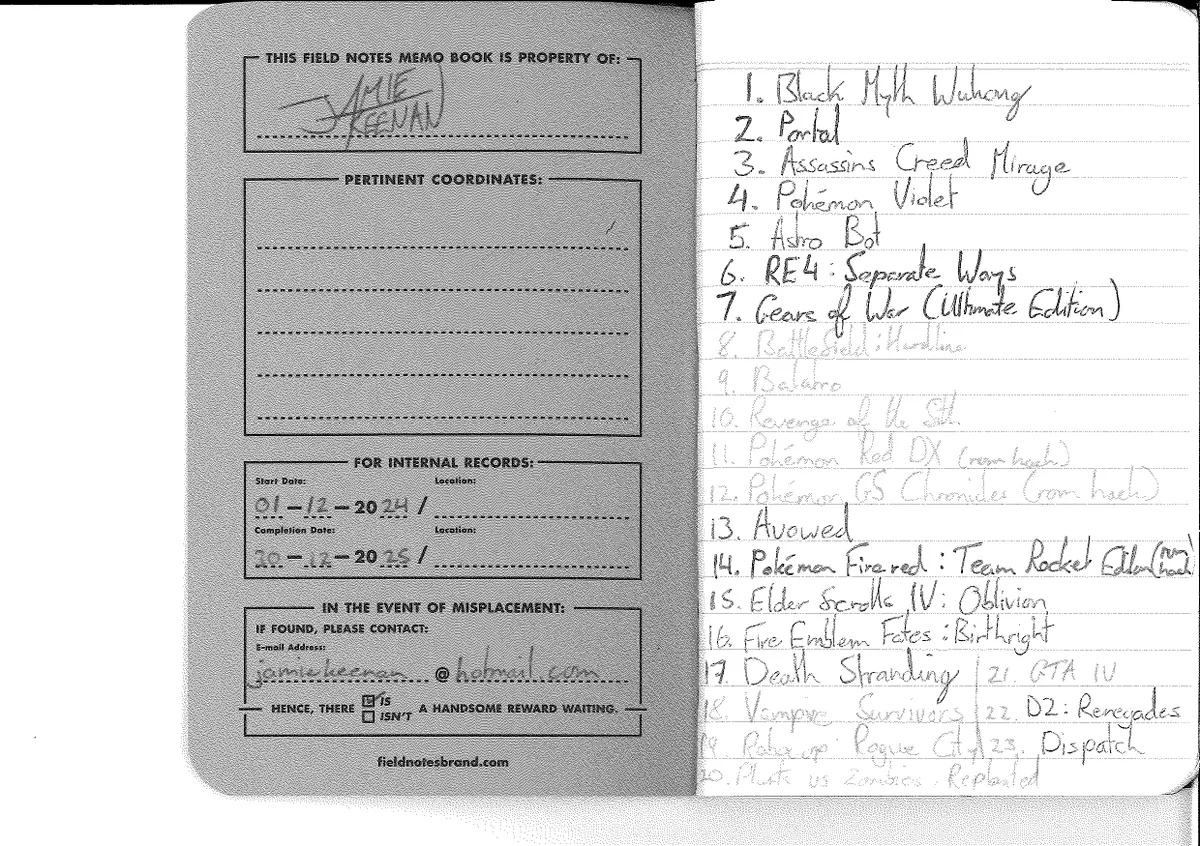 THIS FIELD NOTES MEMO BOOK IS PROPERTY OF:
JAMIE
KEENAN
PERTINENT COORDINATES:
FOR INTERNAL RECORDS:
Start Date: Location:
01-12-2024 /
Completion Date: Location:
20-12-2025 /
IN THE EVENT OF MISPLACEMENT:
IF FOUND, PLEASE CONTACT:
E-mail Address:
jamiekeenan @ hotmail.com
HENCE, THERE IS
ISN'T A HANDSOME REWARD WAITING.
fieldnotesbrand.com
1. Black Myth Wuhong
2. Portal
3. Assassins Creed Mirage
4. Pokémon Violet
5. Astro Bot
6. RE4: Separate Ways
7. Gears of War (Ultimate Edition)
8. Battlefield: Hardline
9. Balatro
10. Revenge of the Sith
11. Pokémon Red DX (rom hack)
12. Pokémon GS Chronicles (rom hack)
13. Avowed
14. Pokémon Firered: Team Rocket Edition (rom hack)
15. Elder Scrolls IV: Oblivion
16. Fire Emblem Fates: Birthright
17. Death Stranding 21. GTA IV
18. Vampire Survivors 22. D2: Renegades
19. Robocop Rogue City 23. Dispatch
20. Plants vs Zombies: Replanted